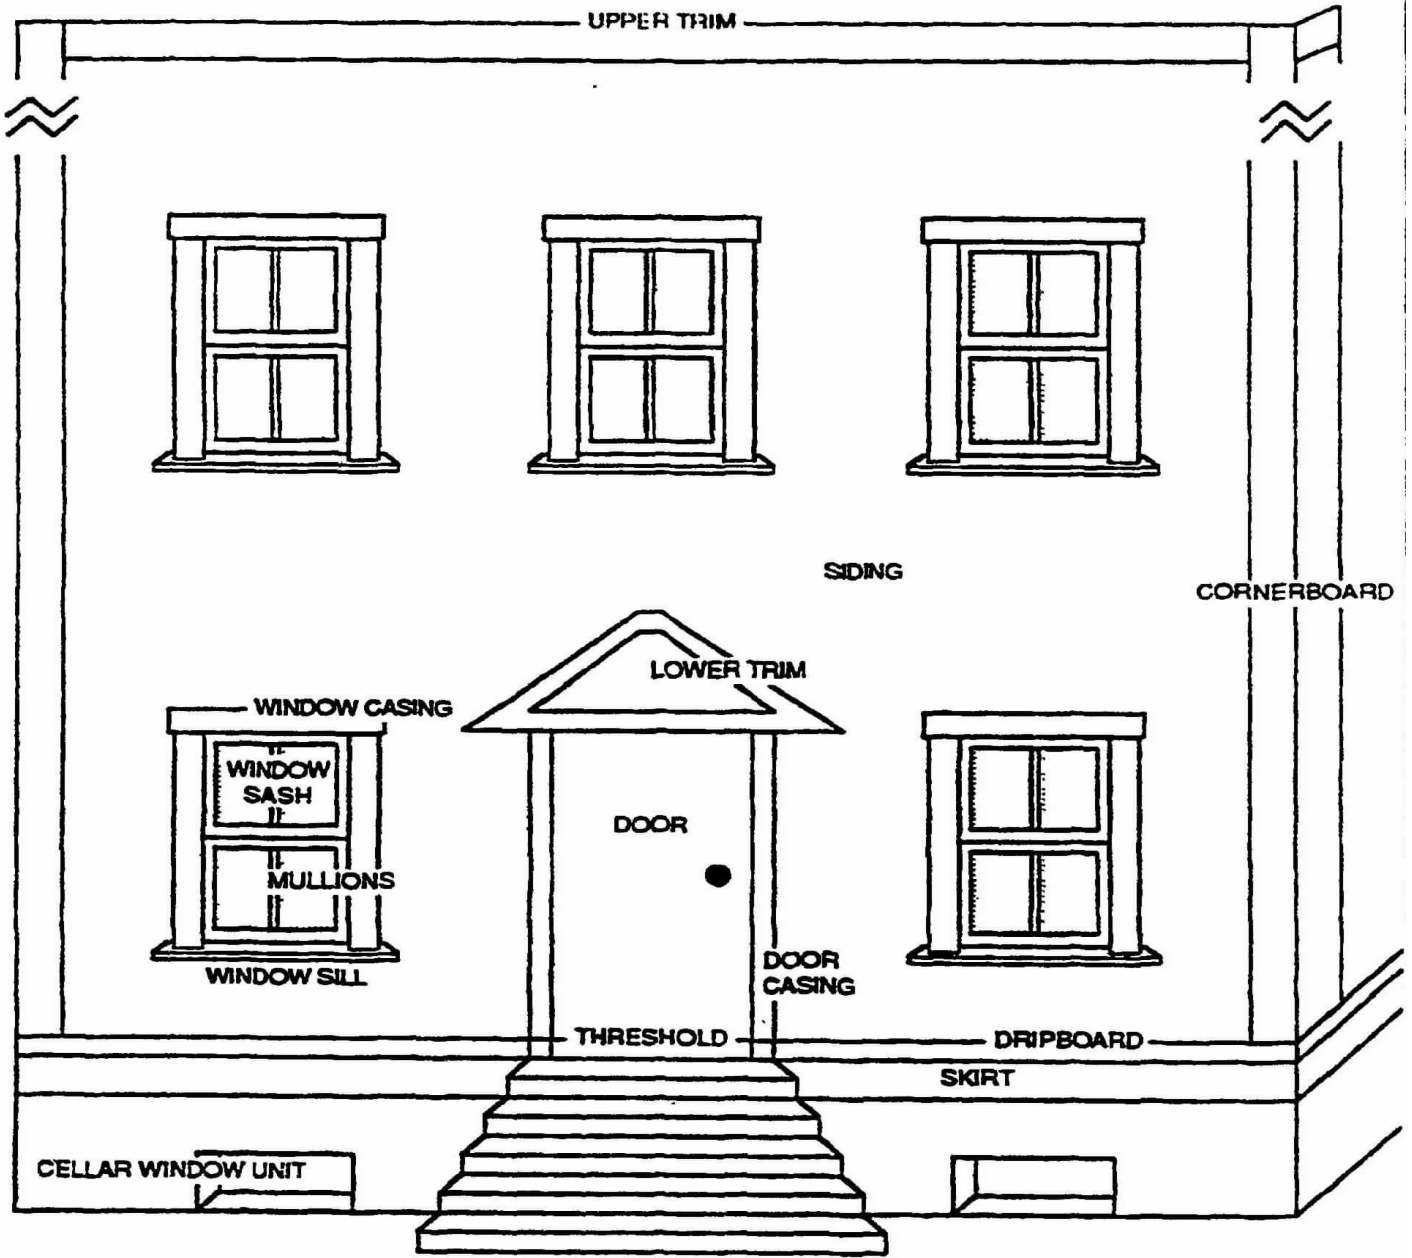 UPPER TRIM
SIDING
CORNERBOARD
LOWER TRIM
WINDOW CASING
WINDOW
SASH
DOOR
MULLIONS
DOOR
CASING
WINDOW SILL
THRESHOLD
DRIPBOARD
SKIRT
CELLAR WINDOW UNIT